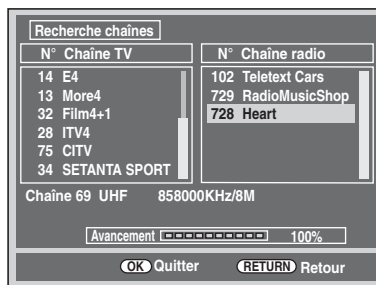 Recherche chaînes
N° Chaîne TV
14 E4
13 More4
32 Film4+1
28 ITV4
75 CITV
34 SETANTA SPORT
N° Chaîne radio
102 Teletext Cars
729 RadioMusicShop
728 Heart
Chaîne 69 UHF 858000KHz/8M
Avancement 100%
OK Quitter RETURN Retour